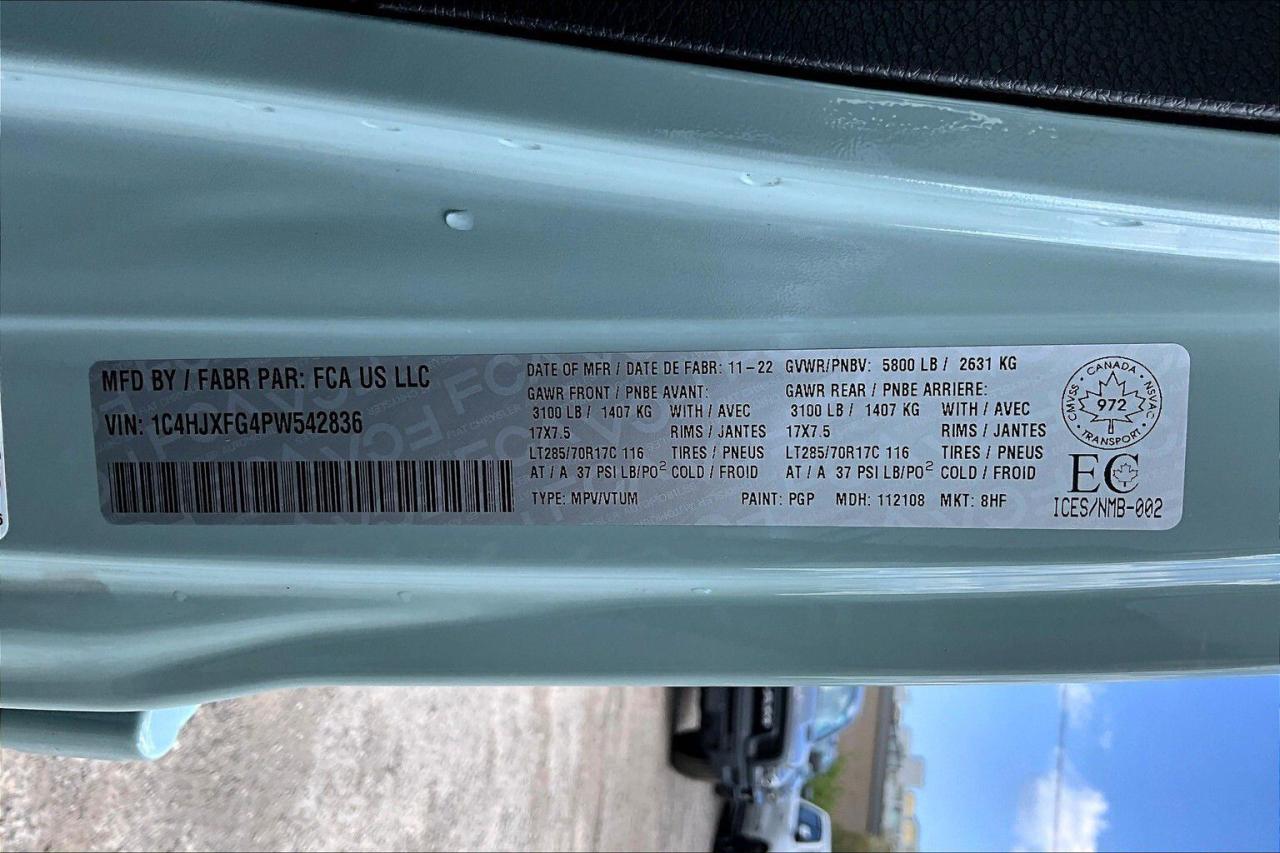 MFD BY / FABR PAR: FCA US LLC
VIN: 1C4HJXFG4PW542836
DATE OF MFR / DATE DE FABR: 11-22 GVWR/PNBV: 5800 LB / 2631 KG
GAWR FRONT / PNBE AVANT: GAWR REAR / PNBE ARRIERE:
3100 LB / 1407 KG WITH / AVEC 3100 LB / 1407 KG WITH / AVEC
17X7.5 RIMS / JANTES 17X7.5 RIMS / JANTES
LT285/70R17C 116 TIRES / PNEUS LT285/70R17C 116 TIRES / PNEUS
AT / A 37 PSI LB/PO² COLD / FROID AT / A 37 PSI LB/PO² COLD / FROID
TYPE: MPV/VTUM PAINT: PGP MDH: 112108 MKT: 8HF
CANADA
CMVSS 972 NSVAC
TRANSPORT
EC
ICES/NMB-002